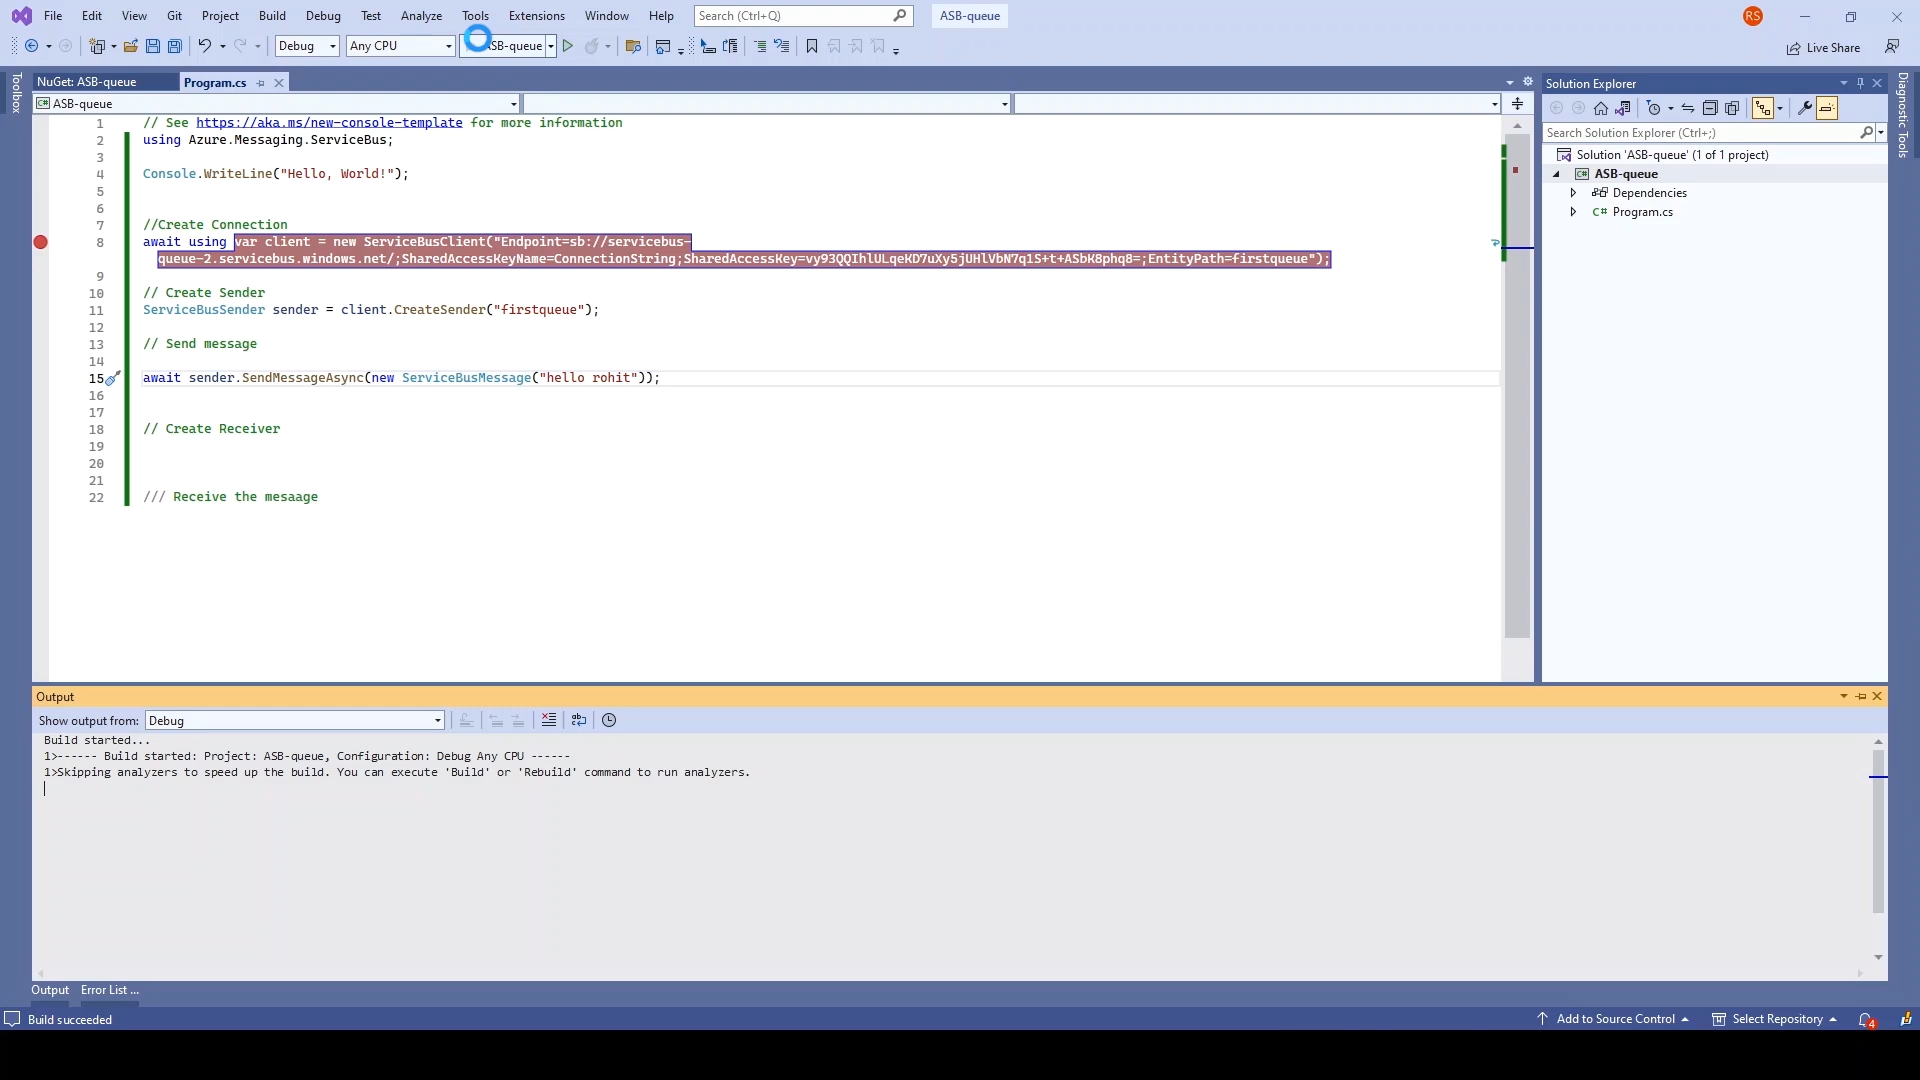 File Edit View Git Project Build Debug Test Analyze Tools Extensions Window Help Search (Ctrl+Q) ASB-queue RS
Debug Any CPU SB-queue Live Share
Toolbox
NuGet: ASB-queue Program.cs
C# ASB-queue
1 // See https://aka.ms/new-console-template for more information
2 using Azure.Messaging.ServiceBus;
3
4 Console.WriteLine("Hello, World!");
5
6
7 //Create Connection
8 await using var client = new ServiceBusClient("Endpoint=sb://servicebus-
queue-2.servicebus.windows.net/;SharedAccessKeyName=ConnectionString;SharedAccessKey=vy93QQIhlULqeKD7uXy5jUHlVbN7q1S+t+ASbK8phq8=;EntityPath=firstqueue");
9
10 // Create Sender
11 ServiceBusSender sender = client.CreateSender("firstqueue");
12
13 // Send message
14
15 await sender.SendMessageAsync(new ServiceBusMessage("hello rohit"));
16
17
18 // Create Receiver
19
20
21
22 /// Receive the mesaage
Solution Explorer
Search Solution Explorer (Ctrl+;)
Solution 'ASB-queue' (1 of 1 project)
C# ASB-queue
Dependencies
C# Program.cs
Diagnostic Tools
Output
Show output from: Debug
Build started...
1>------ Build started: Project: ASB-queue, Configuration: Debug Any CPU ------
1>Skipping analyzers to speed up the build. You can execute 'Build' or 'Rebuild' command to run analyzers.
Output Error List ...
Build succeeded Add to Source Control Select Repository 4